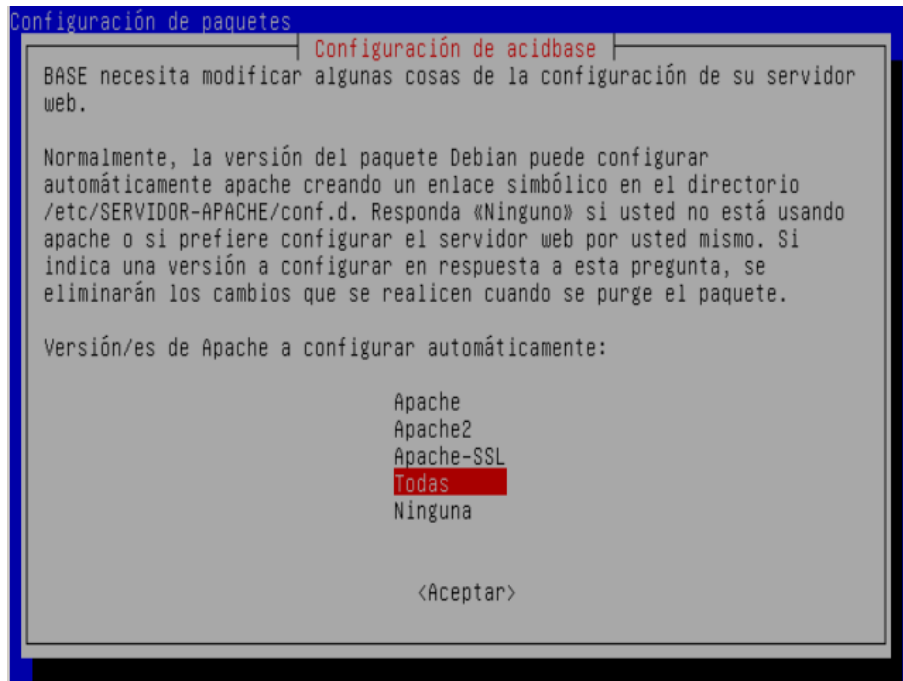 Configuración de paquetes
Configuración de acidbase
BASE necesita modificar algunas cosas de la configuración de su servidor
web.
Normalmente, la versión del paquete Debian puede configurar
automáticamente apache creando un enlace simbólico en el directorio
/etc/SERVIDOR-APACHE/conf.d. Responda «Ninguno» si usted no está usando
apache o si prefiere configurar el servidor web por usted mismo. Si
indica una versión a configurar en respuesta a esta pregunta, se
eliminarán los cambios que se realicen cuando se purge el paquete.
Versión/es de Apache a configurar automáticamente:
Apache
Apache2
Apache-SSL
Todas
Ninguna
<Aceptar>